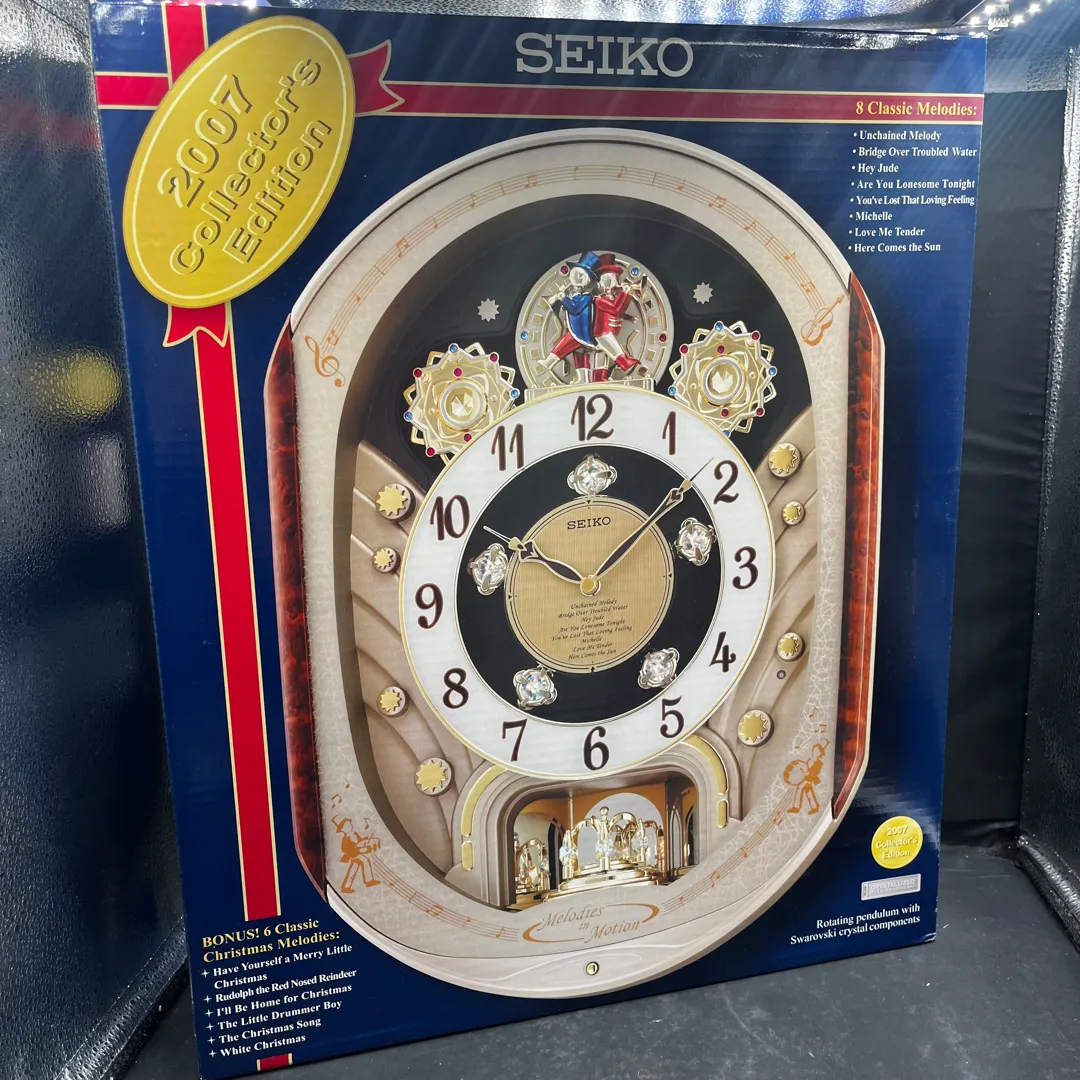 2007
Collector's
Edition
SEIKO
8 Classic Melodies:
• Unchained Melody
• Bridge Over Troubled Water
• Hey Jude
• Are You Lonesome Tonight
• You've Lost That Loving Feeling
• Michelle
• Love Me Tender
• Here Comes the Sun
12
11 1
10 2
9 3
8 4
7 5
6
SEIKO
Unchained Melody
Bridge Over Troubled Water
Hey Jude
Are You Lonesome Tonight
You've Lost That Loving Feeling
Michelle
Love Me Tender
Here Comes the Sun
Melodies
in
Motion
2007
Collector's
Edition
CRYSTALLIZED
Rotating pendulum with
Swarovski crystal components
BONUS! 6 Classic
Christmas Melodies:
+ Have Yourself a Merry Little
Christmas
+ Rudolph the Red Nosed Reindeer
+ I'll Be Home for Christmas
+ The Little Drummer Boy
+ The Christmas Song
+ White Christmas